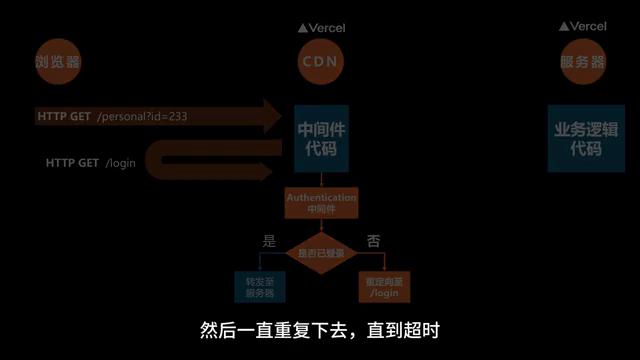 Vercel
Vercel
浏览器
CDN
服务器
HTTP GET /personal?id=233
中间件
代码
业务逻辑
代码
HTTP GET /login
Authentication
中间件
是
否
是否已登录
转发至
服务器
重定向至
/login
然后一直重复下去，直到超时